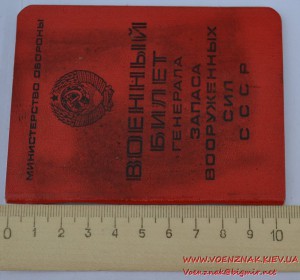 МИНИСТЕРСТВО ОБОРОНЫ
ВОЕННЫЙ
БИЛЕТ
ГЕНЕРАЛА
ЗАПАСА
ВООРУЖЕННЫХ
СИЛ
СССР
0 1 2 3 4 5 6 7 8 9 10
www.VOENZNAK.KIEV.UA
Voenznak@bigmir.net